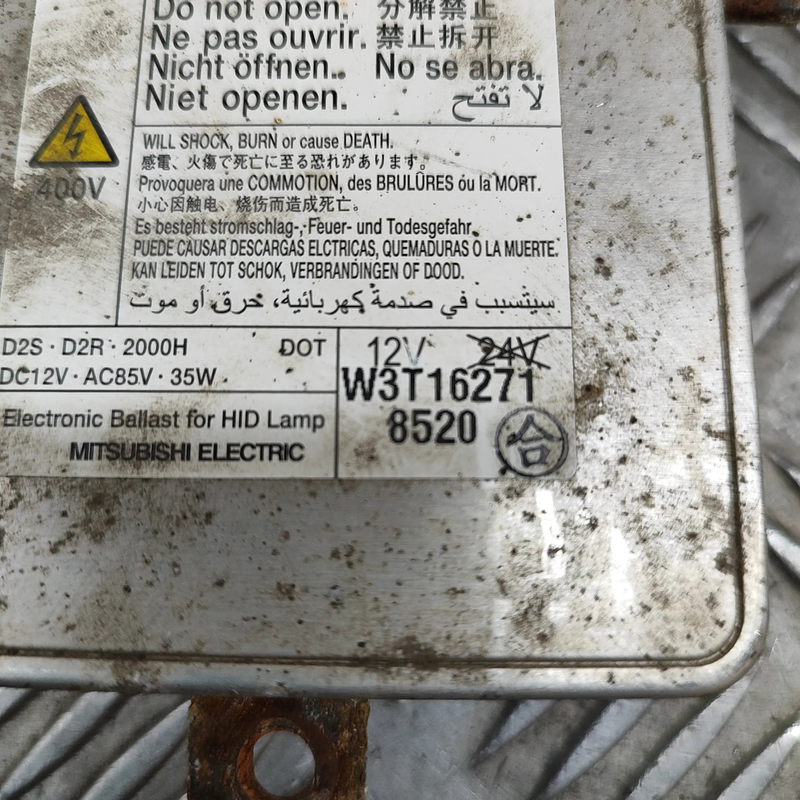 Do not open. 分解禁止
Ne pas ouvrir. 禁止拆开
Nicht öffnen. No se abra.
Niet openen. لا تفتح
400V
WILL SHOCK, BURN or cause DEATH.
感電、火傷で死亡に至る恐れがあります。
Provoquera une COMMOTION, des BRULÛRES óu la MORT.
小心因触电、烧伤而造成死亡。
Es besteht stromschlag-, Feuer- und Todesgefahr.
PUEDE CAUSAR DESCARGAS ELCTRICAS, QUEMADURAS O LA MUERTE.
KAN LEIDEN TOT SCHOK, VERBRANDINGEN OF DOOD.
سيتسبب في صدمة كهربائية، حرق أو موت
D2S · D2R · 2000H DOT
DC12V · AC85V · 35W
Electronic Ballast for HID Lamp
MITSUBISHI ELECTRIC
12V 24V
W3T16271
8520 合